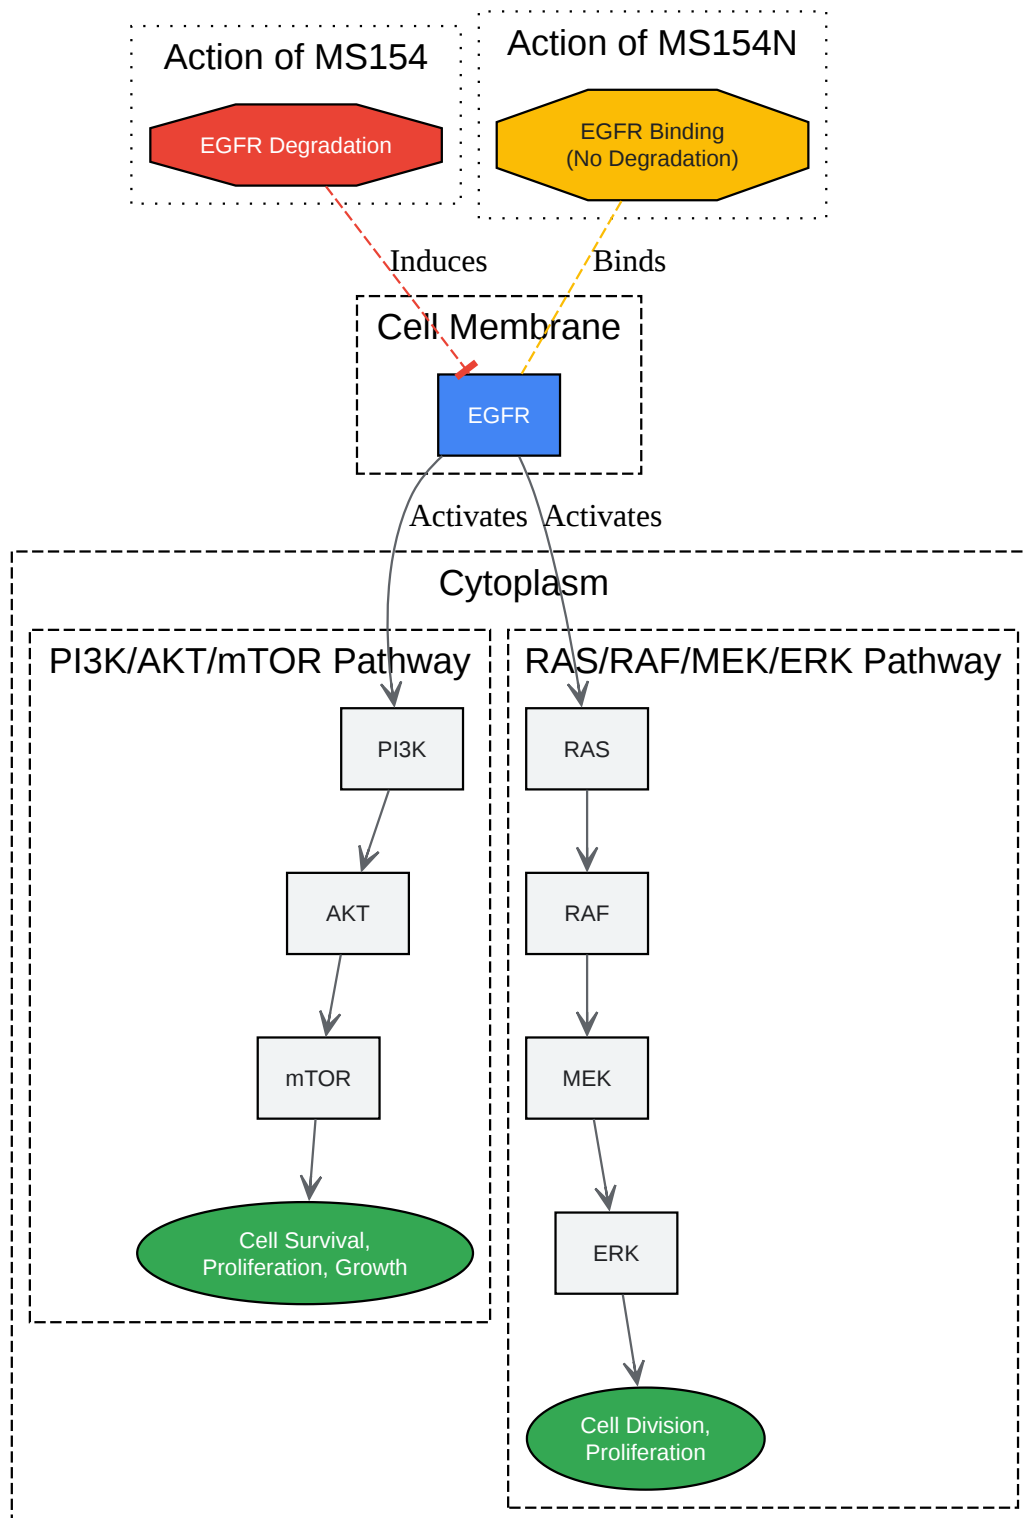 Action of MS154
Action of MS154N
EGFR Degradation
EGFR Binding
(No Degradation)
Induces
Binds
Cell Membrane
EGFR
Activates
Activates
Cytoplasm
PI3K/AKT/mTOR Pathway
RAS/RAF/MEK/ERK Pathway
PI3K
RAS
AKT
RAF
mTOR
MEK
Cell Survival,
Proliferation, Growth
ERK
Cell Division,
Proliferation